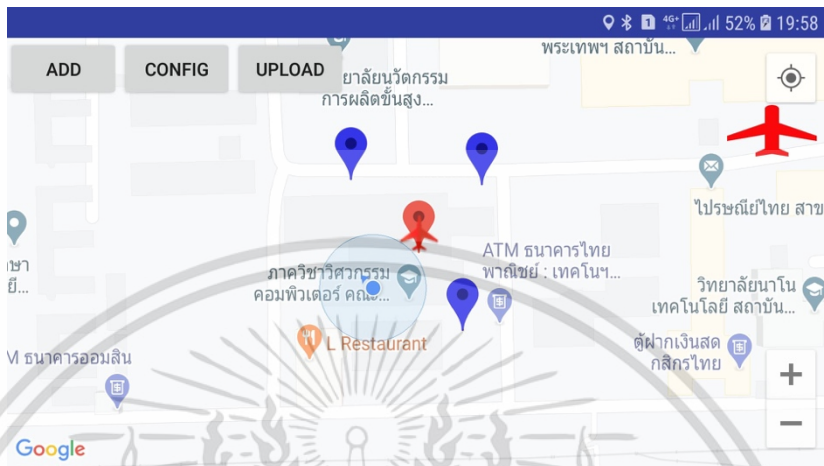 1 4G+ 52% 19:58
ADD CONFIG UPLOAD
พระเทพฯ สถาบัน...
ยาลัยนวัตกรรม
การผลิตขั้นสูง...
ไปรษณีย์ไทย สาข
ATM ธนาคารไทย
พาณิชย์ : เทคโนฯ...
ภาควิชาวิศวกรรม
คอมพิวเตอร์ คณะ...
วิทยาลัยนาโน
เทคโนโลยี สถาบัน...
L Restaurant
ตู้ฝากเงินสด
กสิกรไทย
M ธนาคารออมสิน
+
−
Google